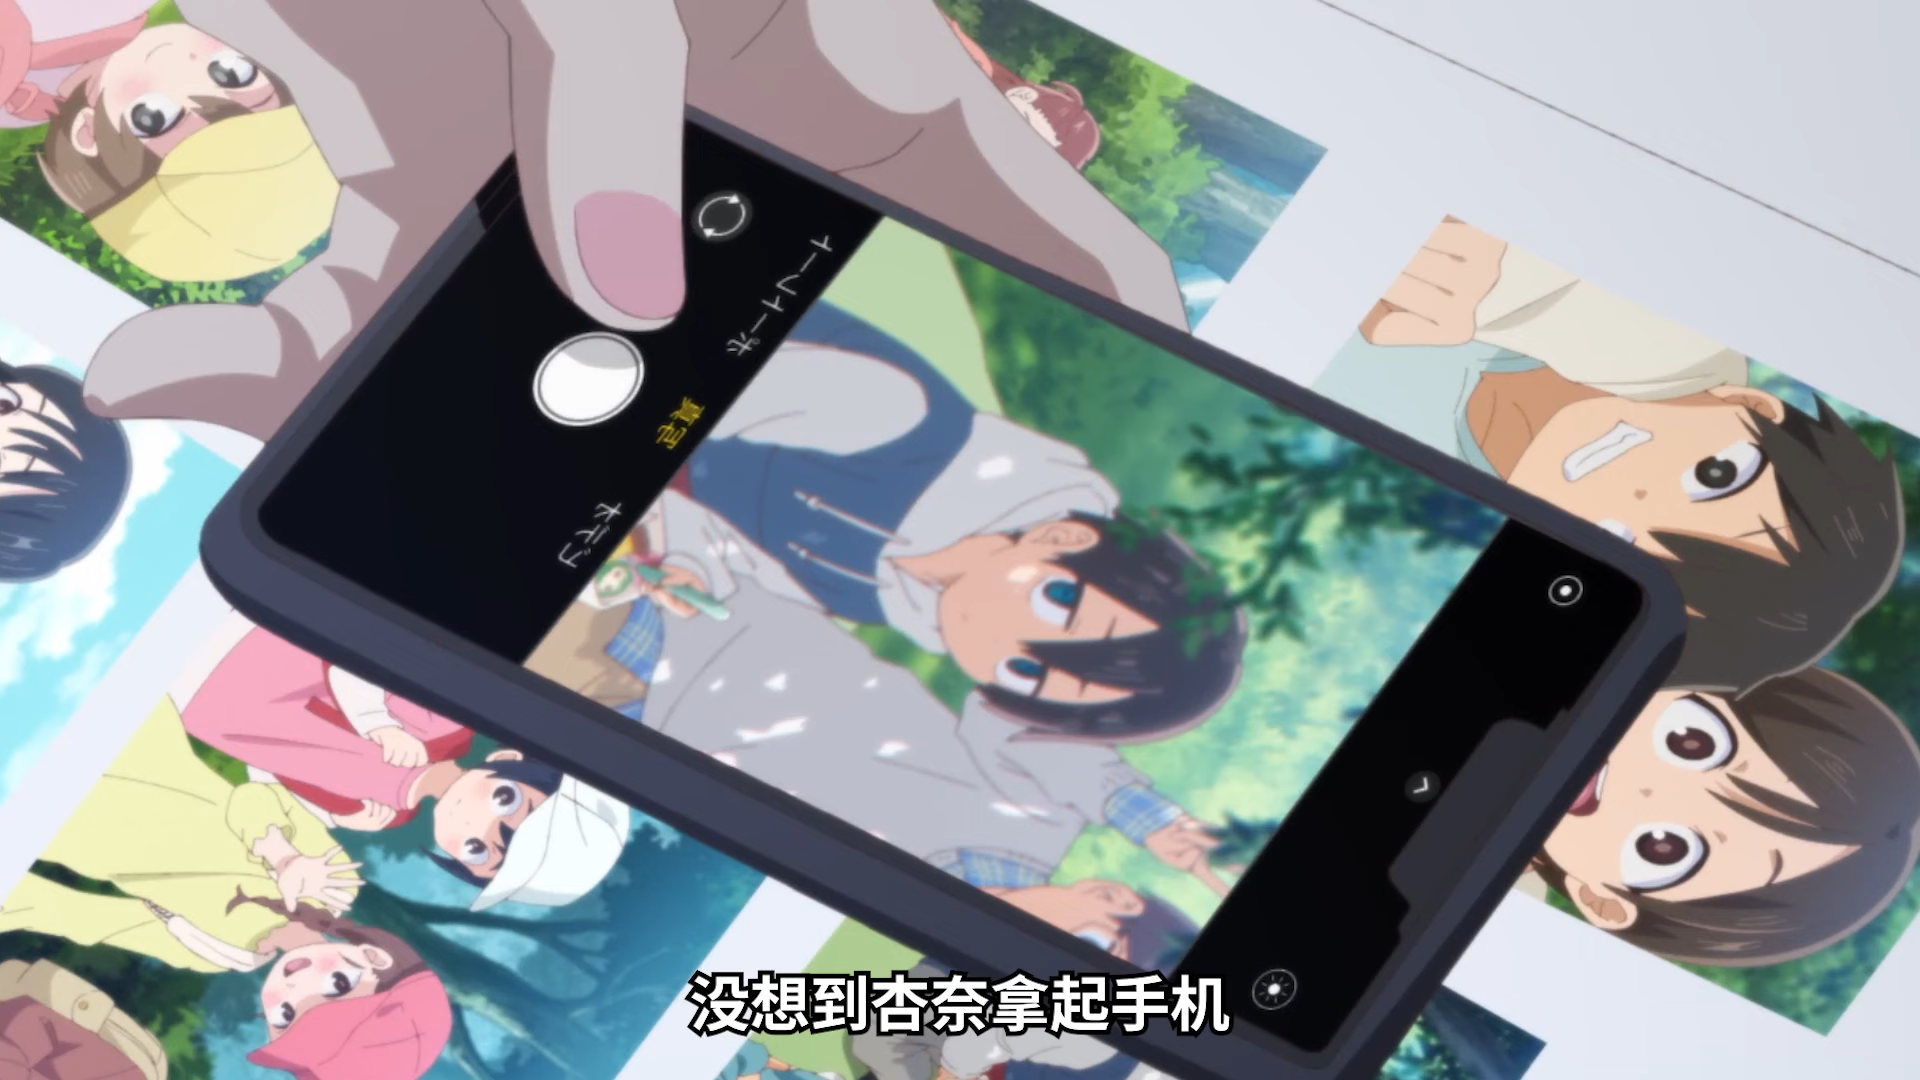 ポートレート
写真
ビデオ
没想到杏奈拿起手机